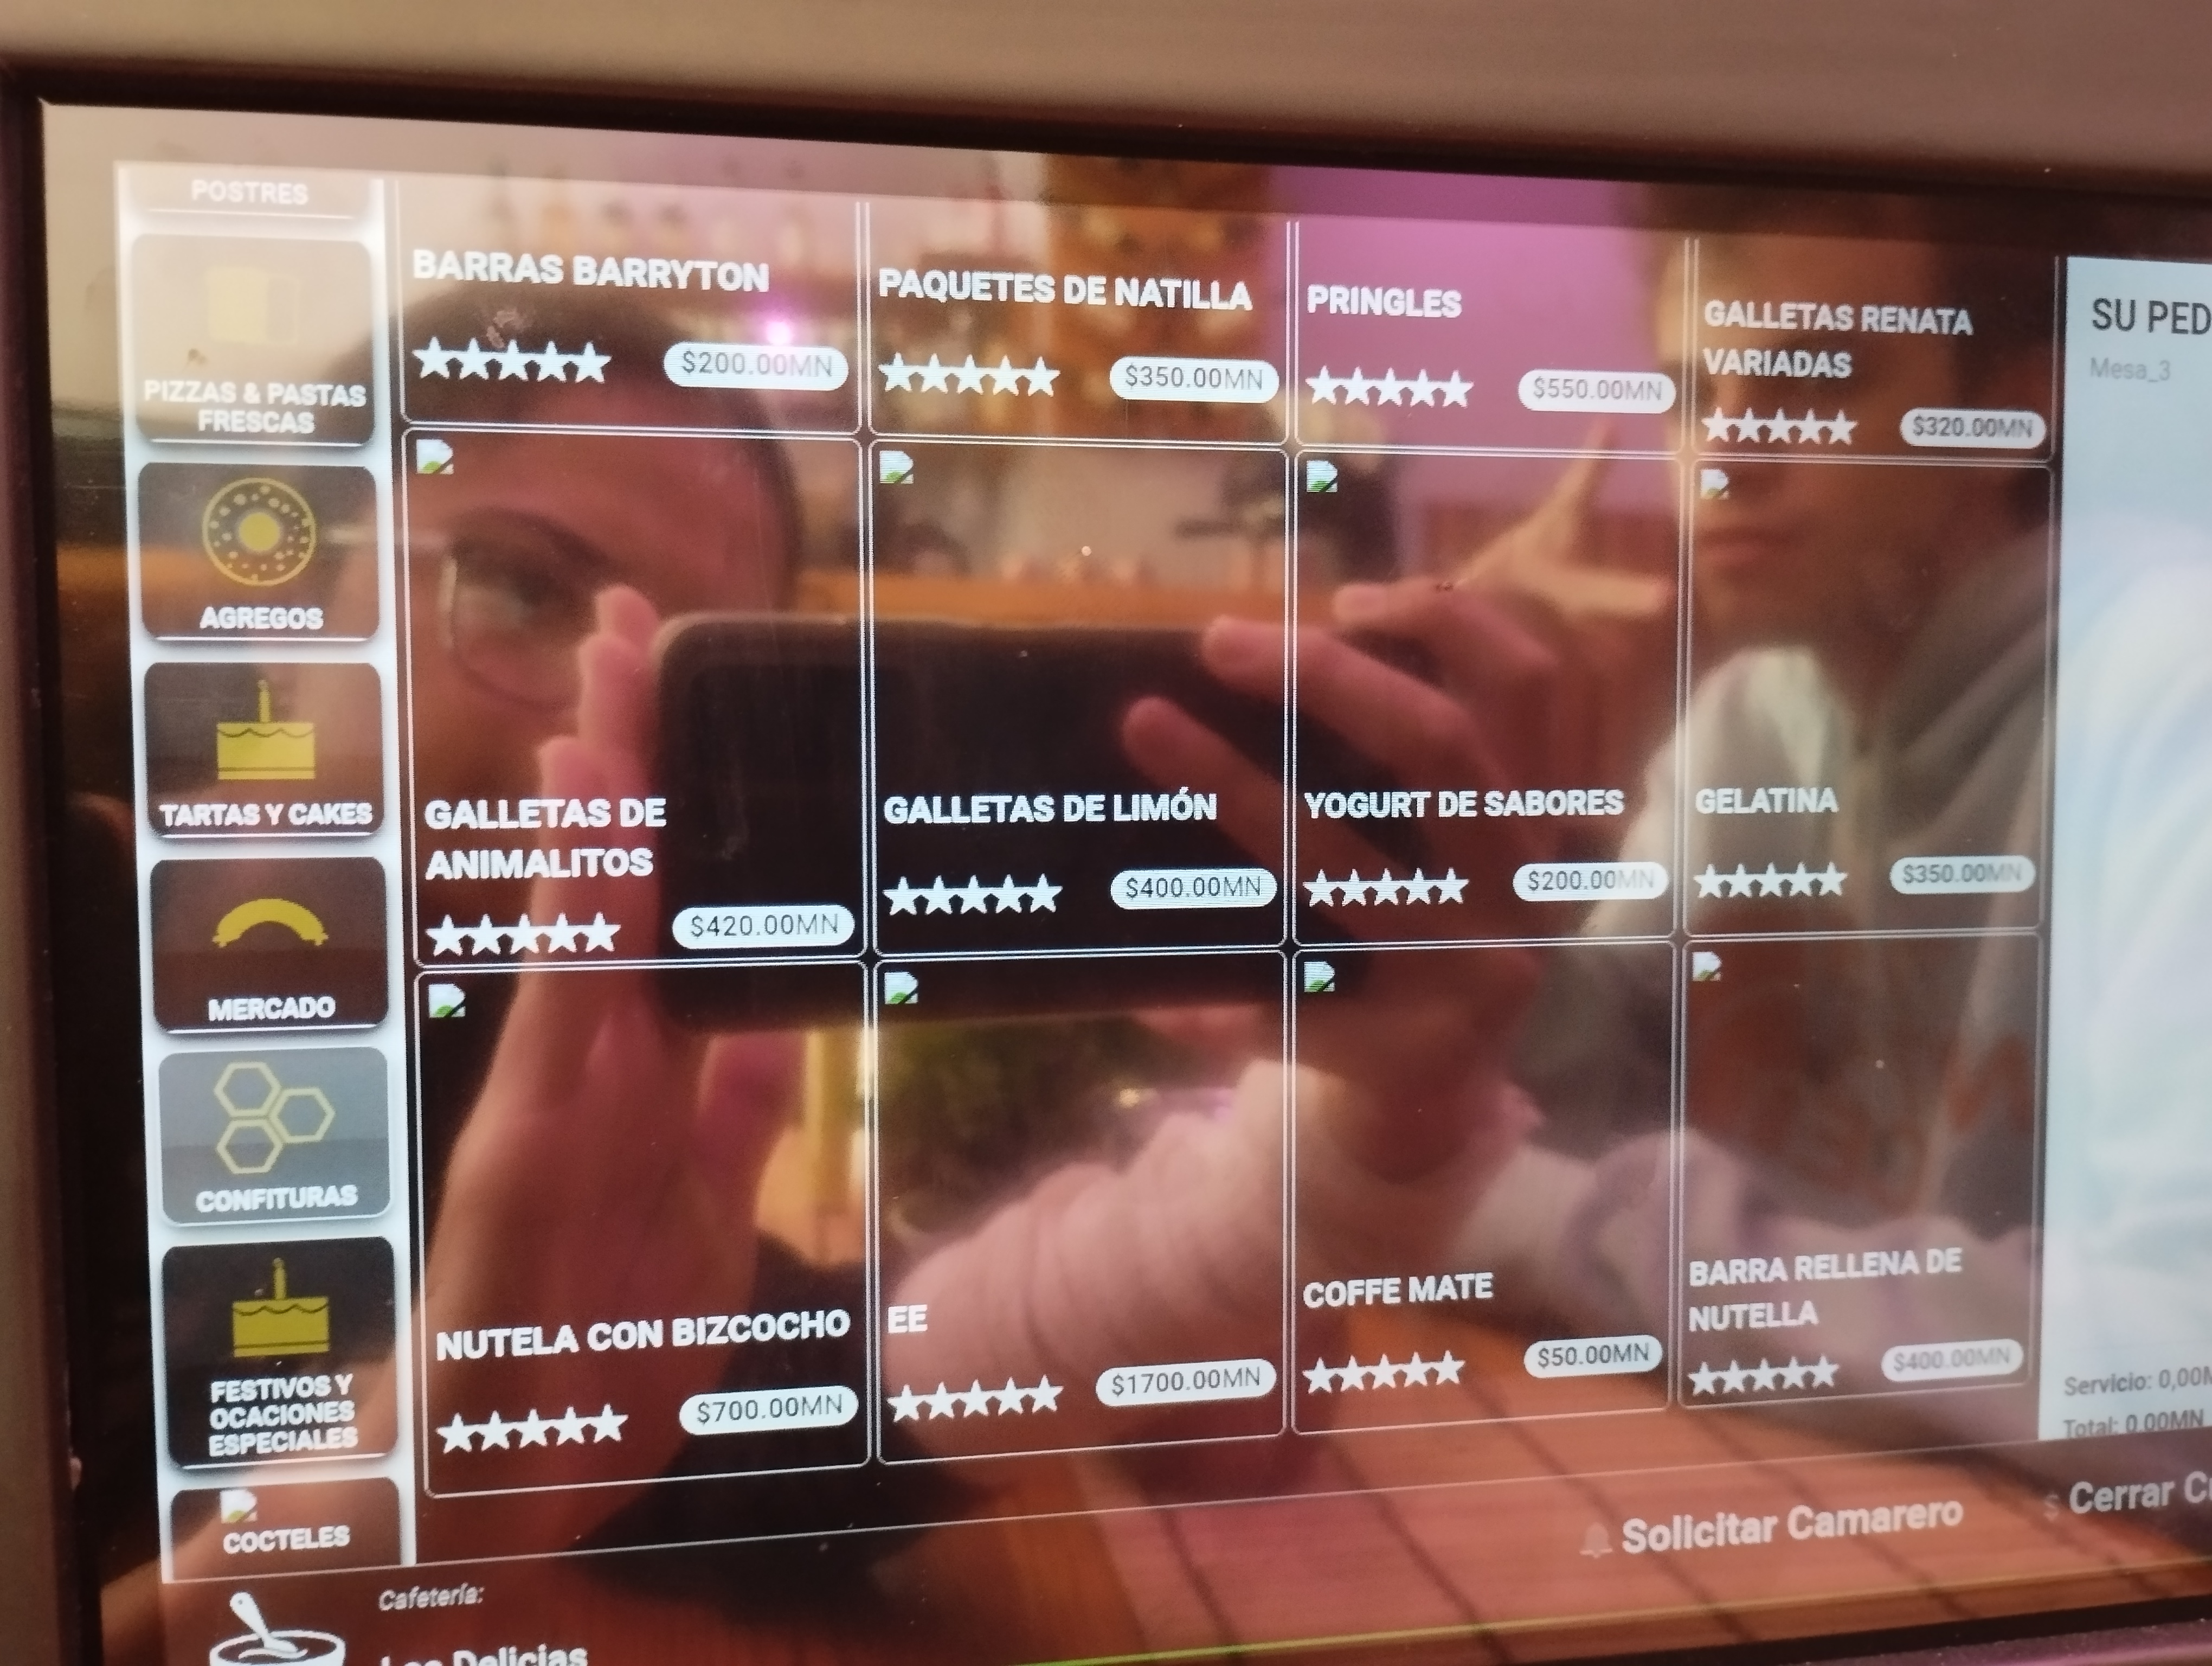 POSTRES
PIZZAS & PASTAS
FRESCAS
AGREGOS
TARTAS Y CAKES
MERCADO
CONFITURAS
FESTIVOS Y
OCACIONES
ESPECIALES
COCTELES
BARRAS BARRYTON
$200.00MN
PAQUETES DE NATILLA
$350.00MN
PRINGLES
$550.00MN
GALLETAS RENATA
VARIADAS
$320.00MN
GALLETAS DE
ANIMALITOS
$420.00MN
GALLETAS DE LIMÓN
$400.00MN
YOGURT DE SABORES
$200.00MN
GELATINA
$350.00MN
NUTELA CON BIZCOCHO
$700.00MN
EE
$1700.00MN
COFFE MATE
$50.00MN
BARRA RELLENA DE
NUTELLA
$400.00MN
SU PED
Mesa_3
Servicio: 0,00M
Total: 0,00MN
Solicitar Camarero
$ Cerrar C
Cafetería:
Delicias